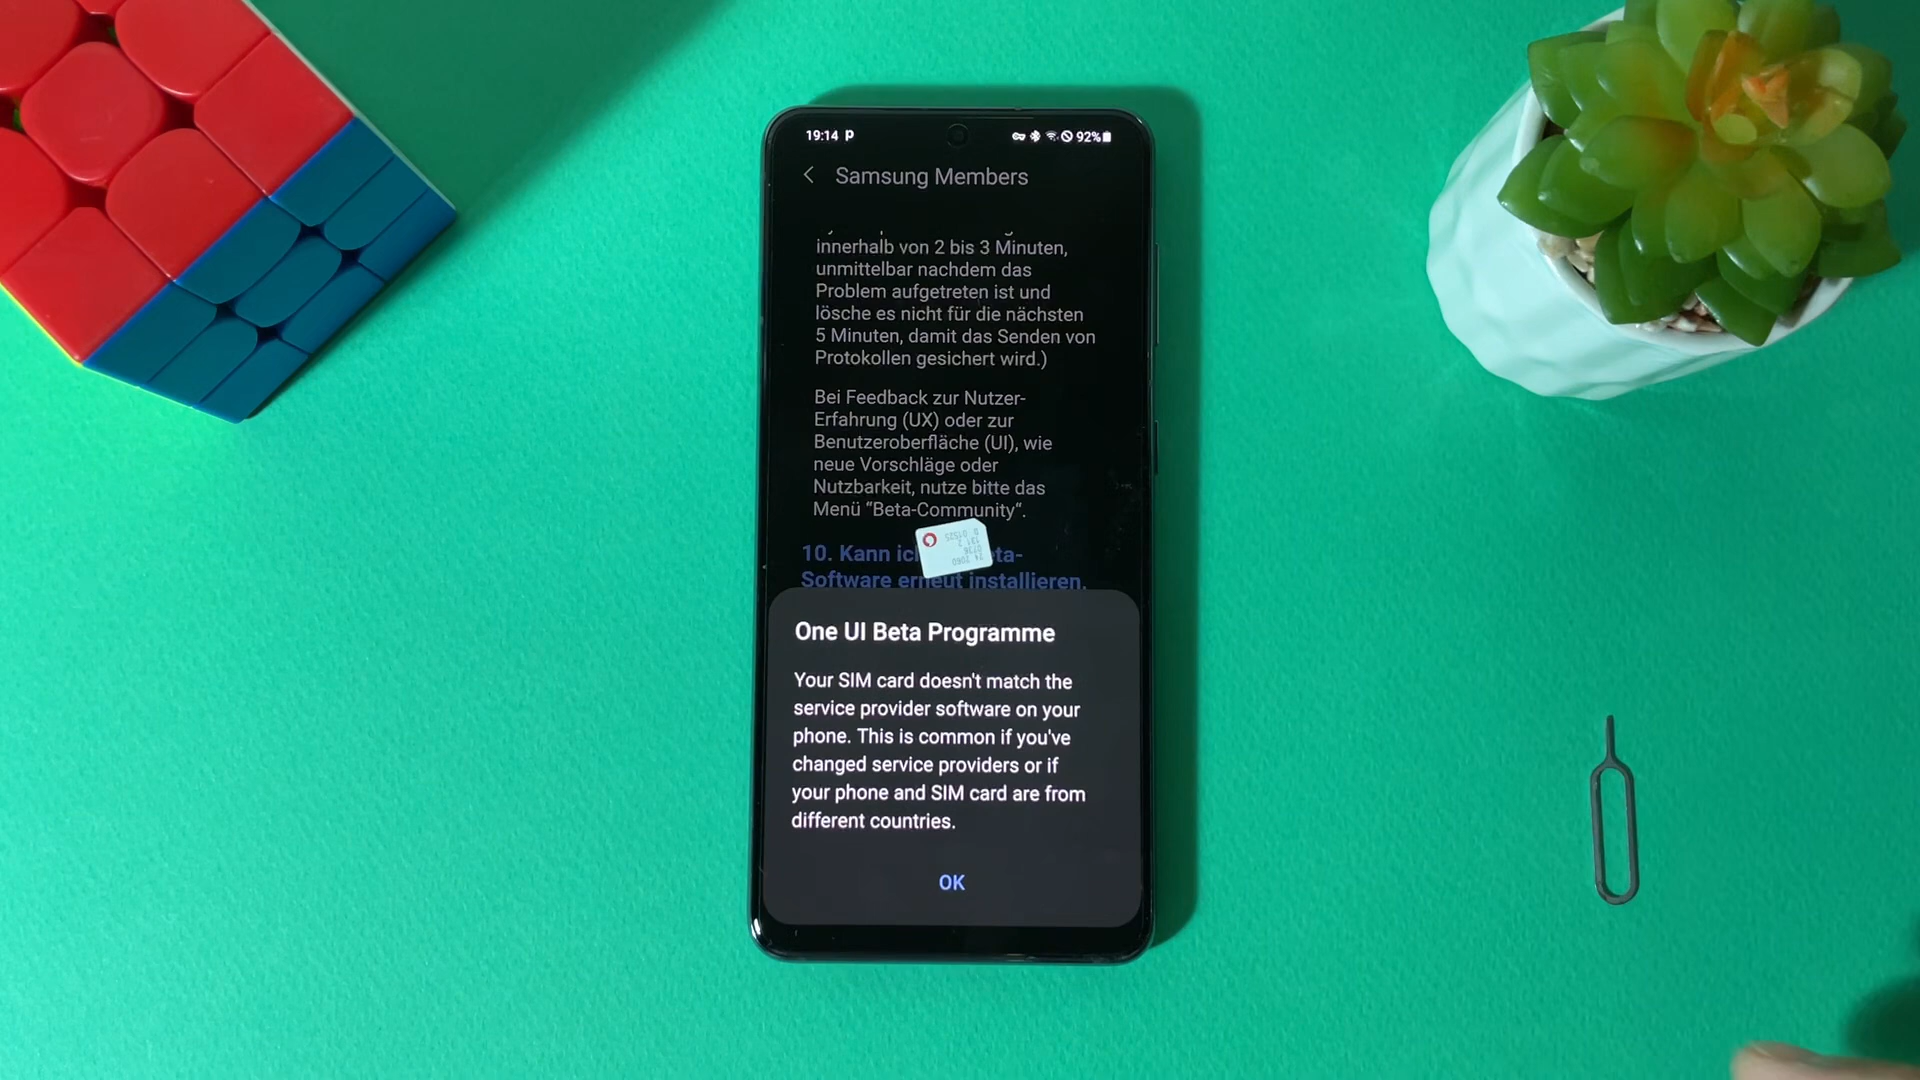 19:14 P 92%
Samsung Members
innerhalb von 2 bis 3 Minuten,
unmittelbar nachdem das
Problem aufgetreten ist und
lösche es nicht für die nächsten
5 Minuten, damit das Senden von
Protokollen gesichert wird.)
Bei Feedback zur Nutzer-
Erfahrung (UX) oder zur
Benutzeroberfläche (UI), wie
neue Vorschläge oder
Nutzbarkeit, nutze bitte das
Menü “Beta-Community“.
10. Kann ich
Software erneut installieren,
One UI Beta Programme
Your SIM card doesn't match the
service provider software on your
phone. This is common if you've
changed service providers or if
your phone and SIM card are from
different countries.
OK